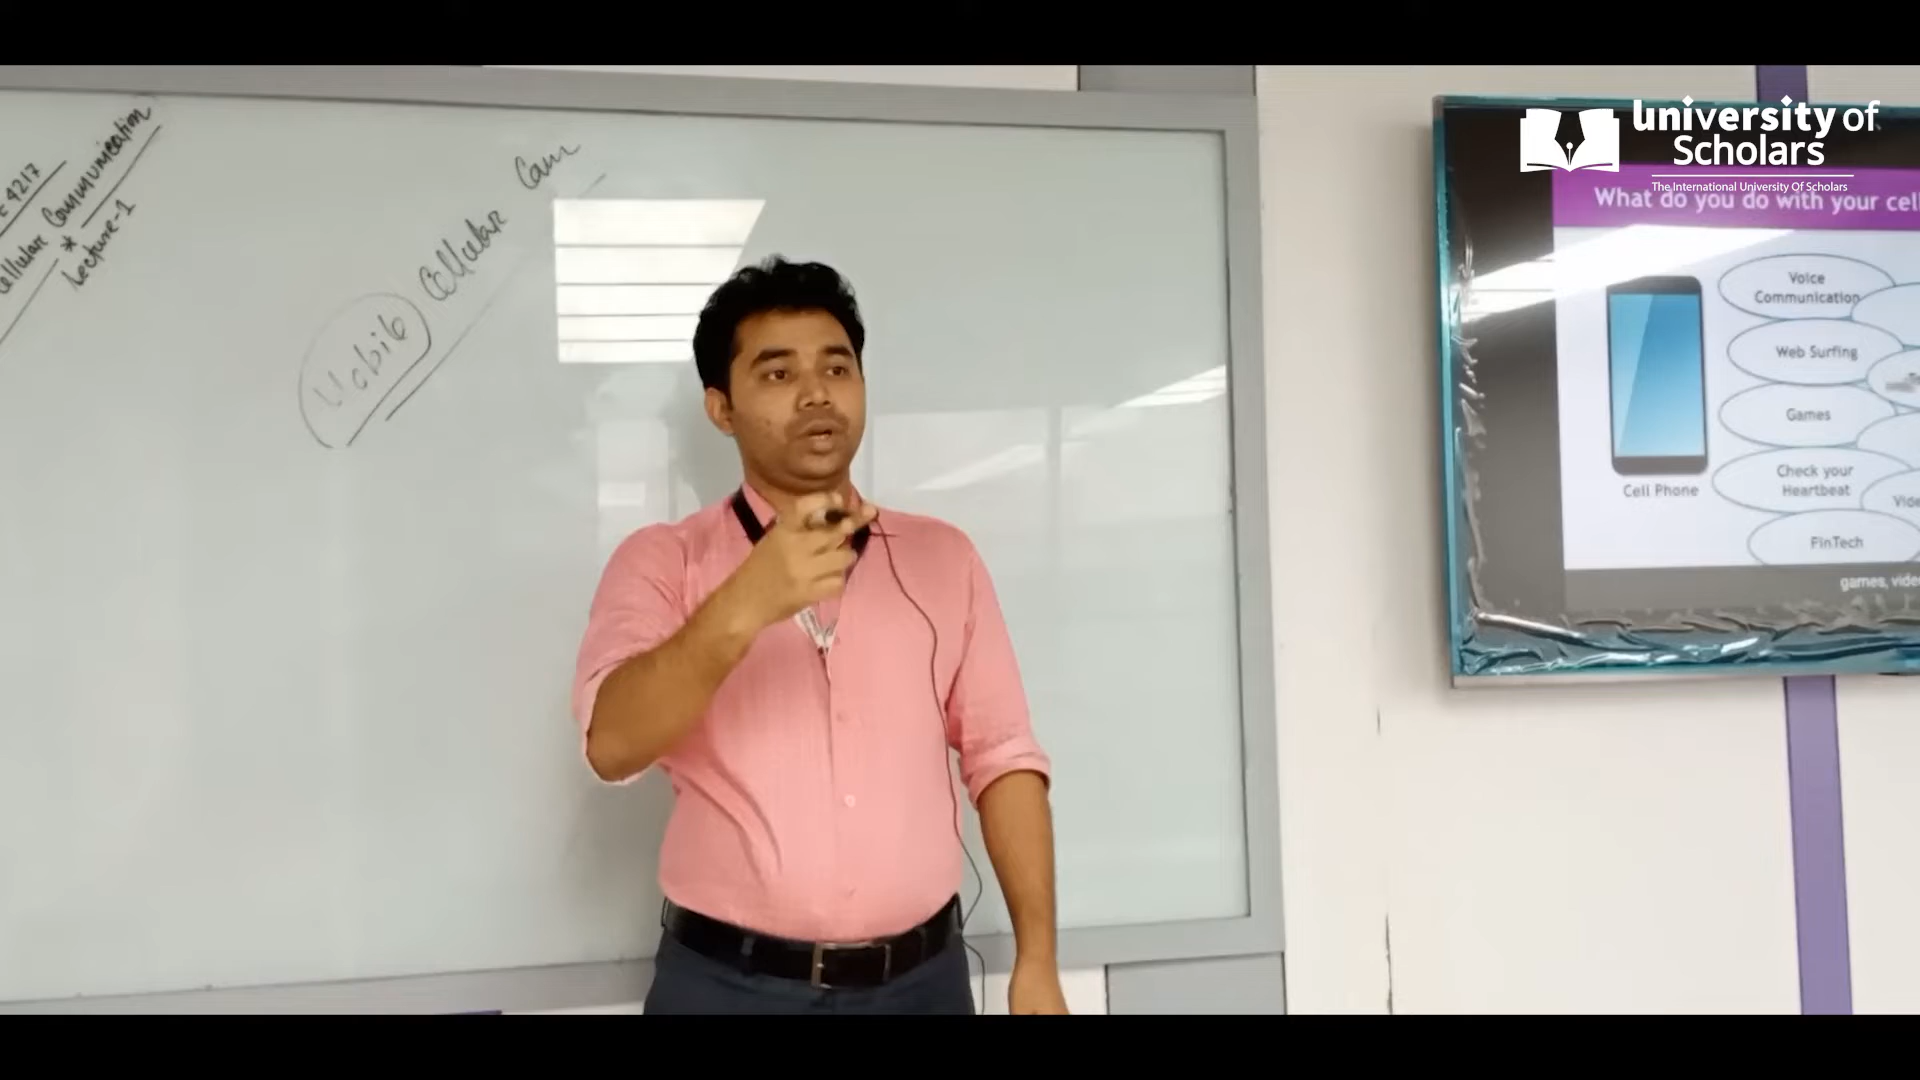 4217
Cellular Communication
*
Lecture-1
Mobile Cellular Com
University of
Scholars
The International University Of Scholars
What do you do with your cell
Voice
Communication
Web Surfing
Games
Check your
Heartbeat
Vide
FinTech
Cell Phone
games, vide